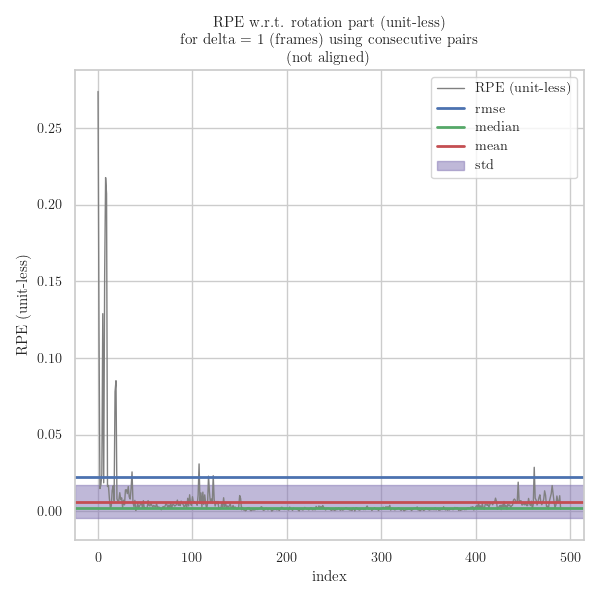 RPE w.r.t. rotation part (unit-less)
for delta = 1 (frames) using consecutive pairs
(not aligned)
RPE (unit-less)
rmse
median
mean
std
RPE (unit-less)
0.25
0.20
0.15
0.10
0.05
0.00
0
100
200
300
400
500
index